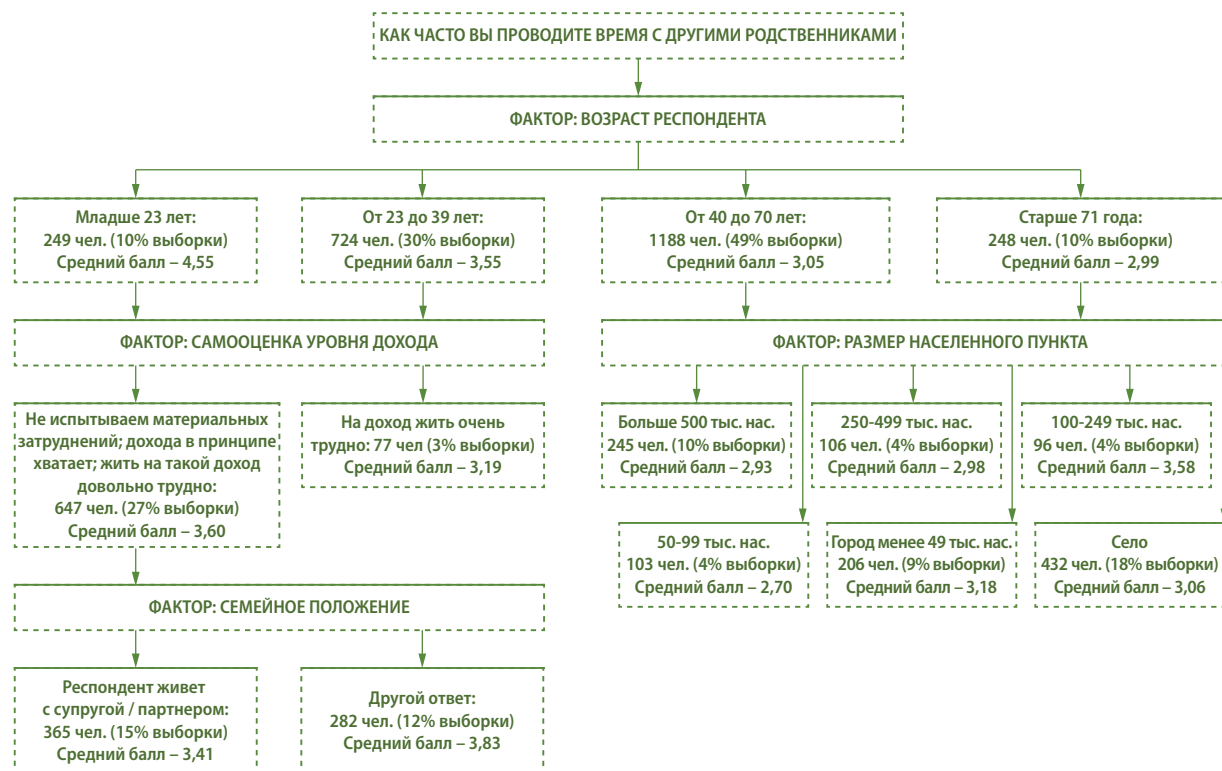 КАК ЧАСТО ВЫ ПРОВОДИТЕ ВРЕМЯ С ДРУГИМИ РОДСТВЕННИКАМИ
ФАКТОР: ВОЗРАСТ РЕСПОНДЕНТА
Младше 23 лет:
249 чел. (10% выборки)
Средний балл – 4,55
От 23 до 39 лет:
724 чел. (30% выборки)
Средний балл – 3,55
От 40 до 70 лет:
1188 чел. (49% выборки)
Средний балл – 3,05
Старше 71 года:
248 чел. (10% выборки)
Средний балл – 2,99
ФАКТОР: САМООЦЕНКА УРОВНЯ ДОХОДА
ФАКТОР: РАЗМЕР НАСЕЛЕННОГО ПУНКТА
Не испытываем материальных
затруднений; дохода в принципе
хватает; жить на такой доход
довольно трудно:
647 чел. (27% выборки)
Средний балл – 3,60
На доход жить очень
трудно: 77 чел (3% выборки)
Средний балл – 3,19
Больше 500 тыс. нас.
245 чел. (10% выборки)
Средний балл – 2,93
250-499 тыс. нас.
106 чел. (4% выборки)
Средний балл – 2,98
100-249 тыс. нас.
96 чел. (4% выборки)
Средний балл – 3,58
50-99 тыс. нас.
103 чел. (4% выборки)
Средний балл – 2,70
Город менее 49 тыс. нас.
206 чел. (9% выборки)
Средний балл – 3,18
Село
432 чел. (18% выборки)
Средний балл – 3,06
ФАКТОР: СЕМЕЙНОЕ ПОЛОЖЕНИЕ
Респондент живет
с супругой / партнером:
365 чел. (15% выборки)
Средний балл – 3,41
Другой ответ:
282 чел. (12% выборки)
Средний балл – 3,83